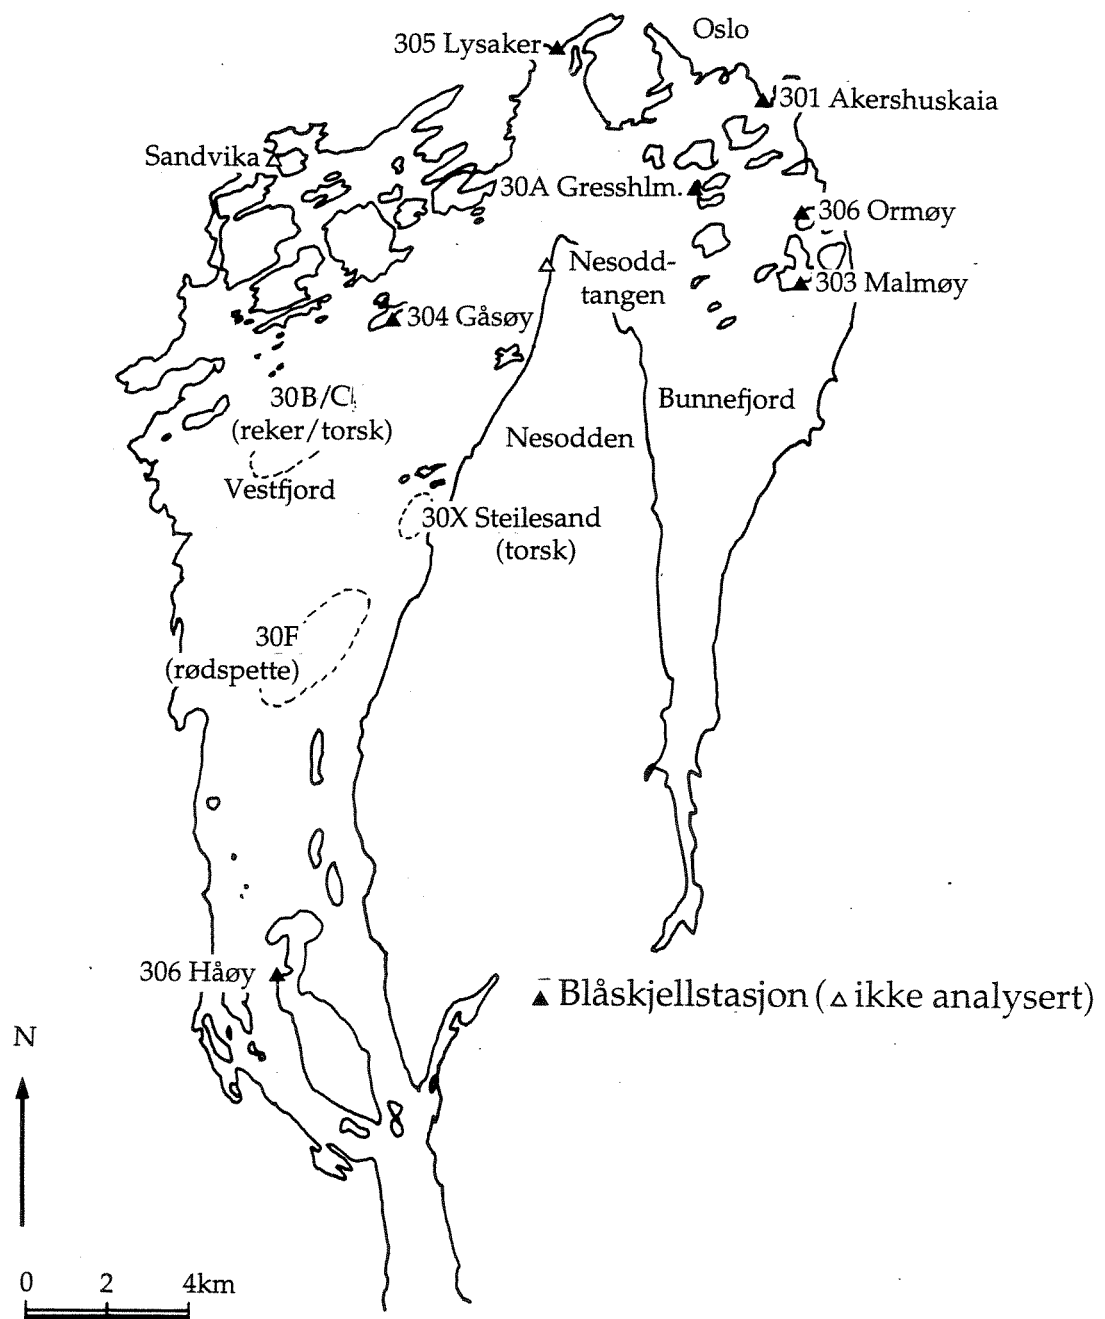 Oslo
305 Lysaker
301 Akershuskaia
Sandvika
30A Gresshlm.
306 Ormøy
Nesodd-
tangen
303 Malmøy
304 Gåsøy
30B/C
(reker/torsk)
Bunnefjord
Nesodden
Vestfjord
30X Steilesand
(torsk)
30F
(rødspette)
306 Håøy
▲ Blåskjellstasjon (△ ikke analysert)
N
0 2 4km